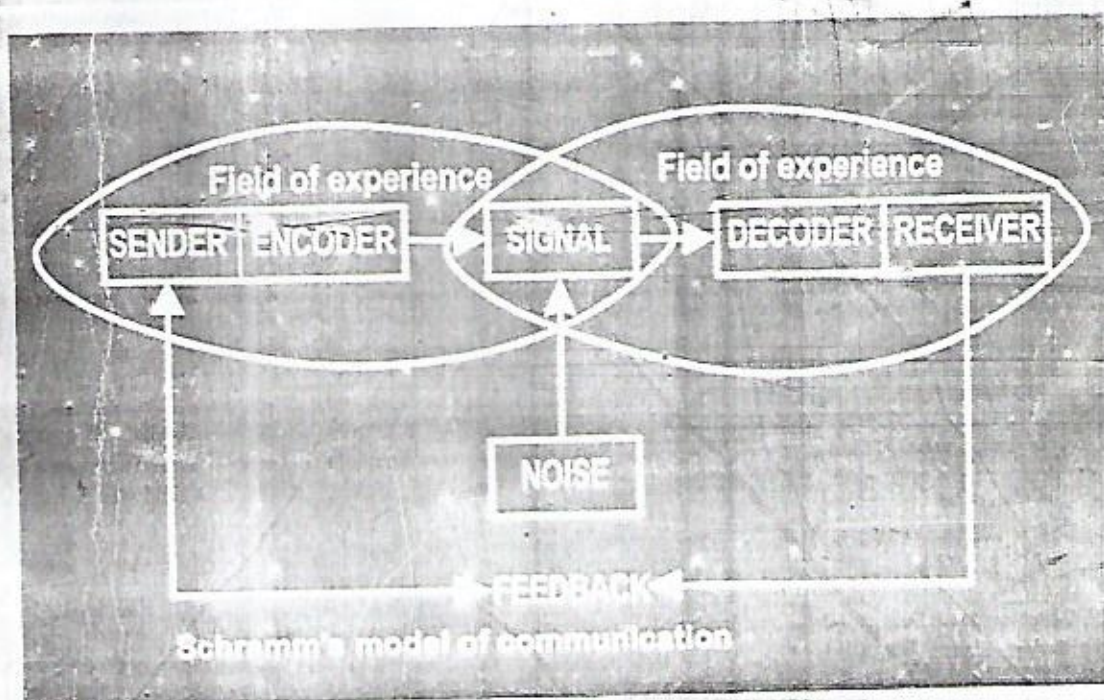 Field of experience
Field of experience
SENDER ENCODER SIGNAL DECODER RECEIVER
NOISE
FEEDBACK
Schramm's model of communication